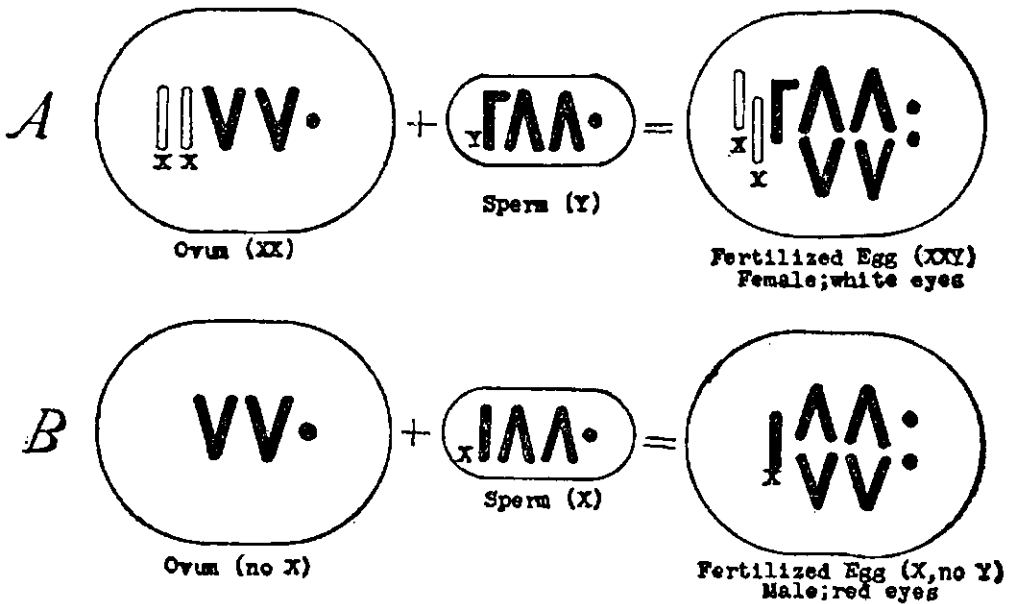 A
X X
+
Y
=
X
X
Ovum (XX)
Sperm (Y)
Fertilized Egg (XXY)
Female;white eyes
B
+
X
=
X
Ovum (no X)
Sperm (X)
Fertilized Egg (X,no Y)
Male;red eyes